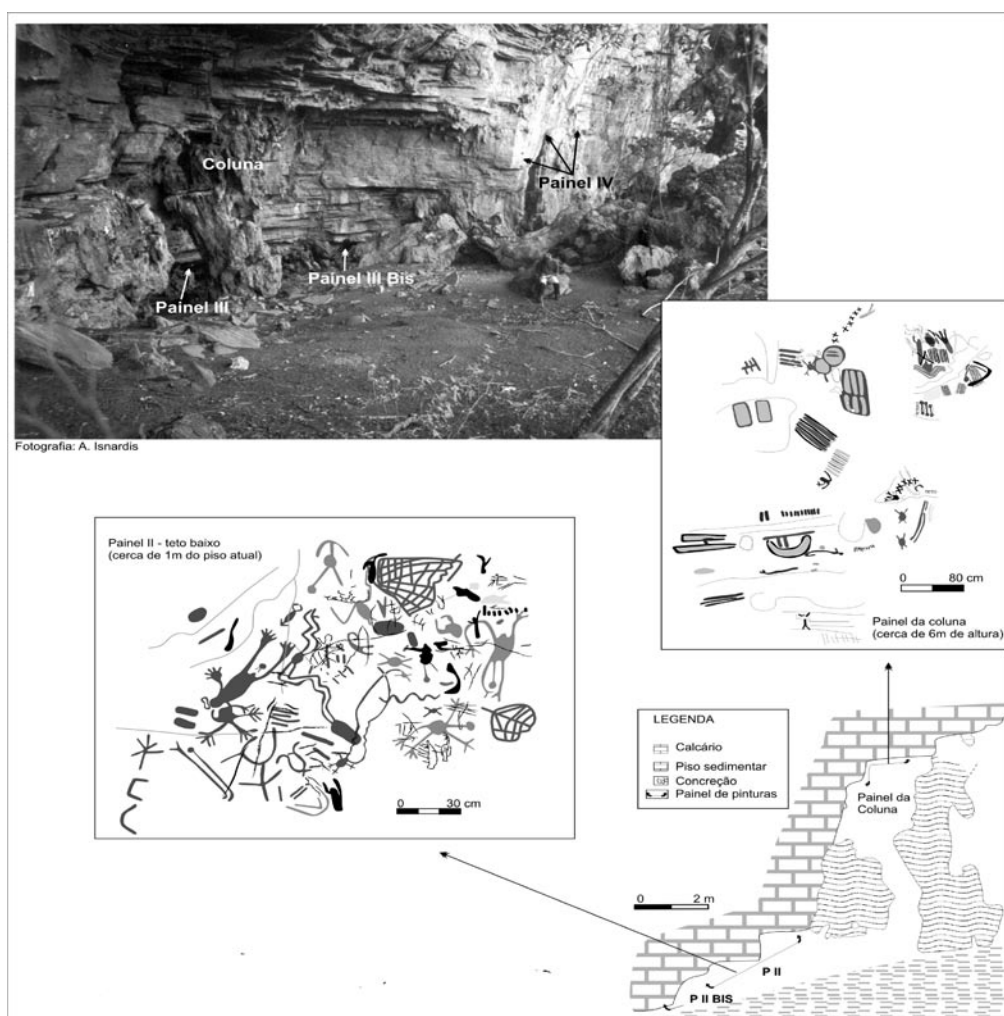 Coluna
Painel IV
Painel III Bis
Painel III
Fotografia: A. Isnardis
Painel II - teto baixo
(cerca de 1m do piso atual)
0 30 cm
0 80 cm
Painel da coluna
(cerca de 6m de altura)
LEGENDA
Calcário
Piso sedimentar
Concreção
Painel de pinturas
Painel da
Coluna
0 2 m
P II
P II BIS